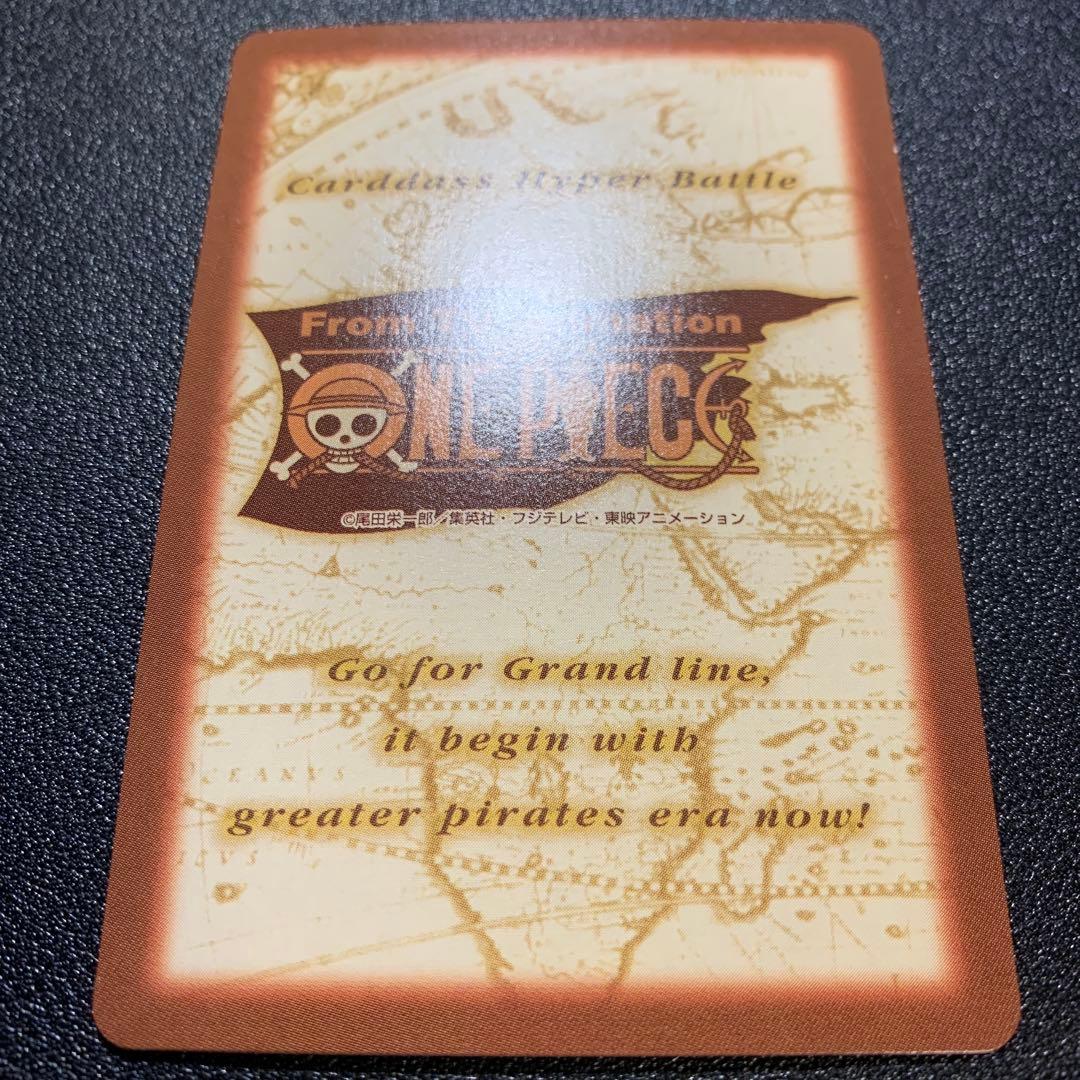 Carddass Hyper Battle
From TV animation
ONE PIECE
©尾田栄一郎／集英社・フジテレビ・東映アニメーション
Go for Grand line,
it begin with
OCEANVS
greater pirates era now!